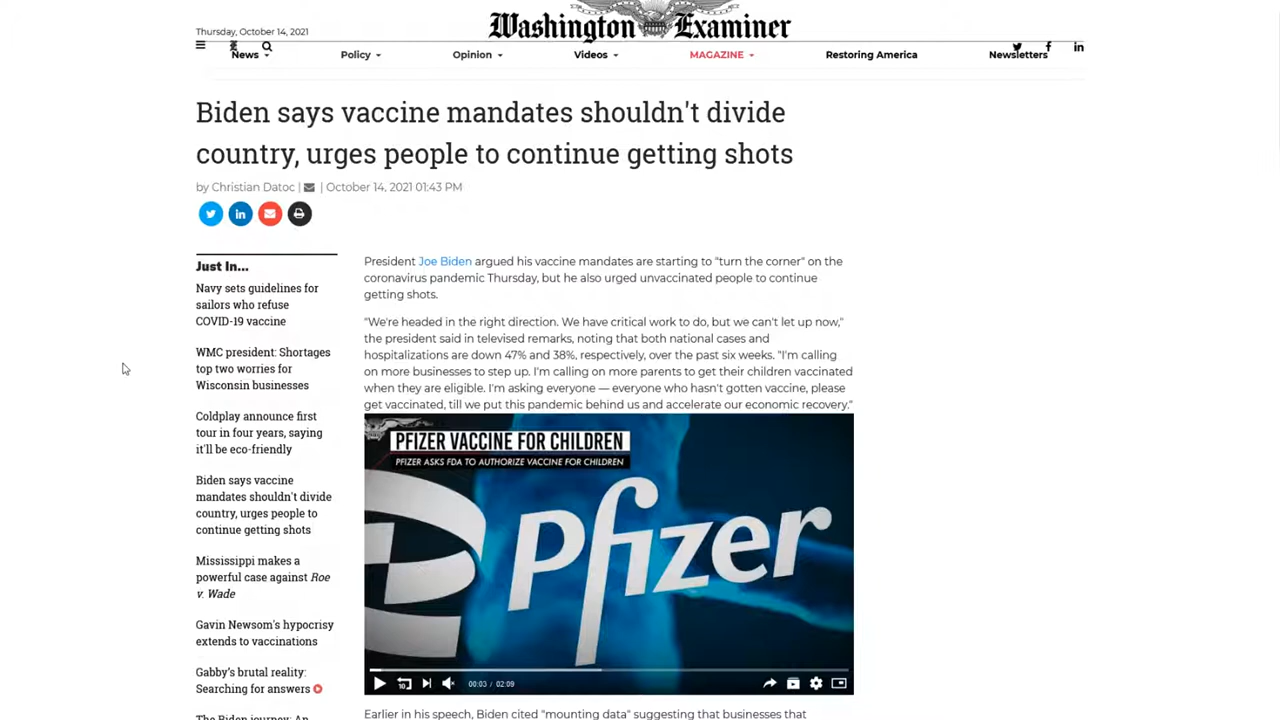 Washington Examiner
Thursday, October 14, 2021
News
Policy
Opinion
Videos
MAGAZINE
Restoring America
Newsletters
Biden says vaccine mandates shouldn't divide
country, urges people to continue getting shots
by Christian Datoc | | October 14, 2021 01:43 PM
Just In...
Navy sets guidelines for
sailors who refuse
COVID-19 vaccine
WMC president: Shortages
top two worries for
Wisconsin businesses
Coldplay announce first
tour in four years, saying
it'll be eco-friendly
Biden says vaccine
mandates shouldn't divide
country, urges people to
continue getting shots
Mississippi makes a
powerful case against Roe
v. Wade
Gavin Newsom's hypocrisy
extends to vaccinations
Gabby's brutal reality:
Searching for answers
The Biden journey: An
President Joe Biden argued his vaccine mandates are starting to "turn the corner" on the
coronavirus pandemic Thursday, but he also urged unvaccinated people to continue
getting shots.
"We're headed in the right direction. We have critical work to do, but we can't let up now,"
the president said in televised remarks, noting that both national cases and
hospitalizations are down 47% and 38%, respectively, over the past six weeks. "I'm calling
on more businesses to step up. I'm calling on more parents to get their children vaccinated
when they are eligible. I'm asking everyone — everyone who hasn't gotten vaccine, please
get vaccinated, till we put this pandemic behind us and accelerate our economic recovery."
PFIZER VACCINE FOR CHILDREN
PFIZER ASKS FDA TO AUTHORIZE VACCINE FOR CHILDREN
Pfizer
10
00:03 / 02:09
Earlier in his speech, Biden cited "mounting data" suggesting that businesses that